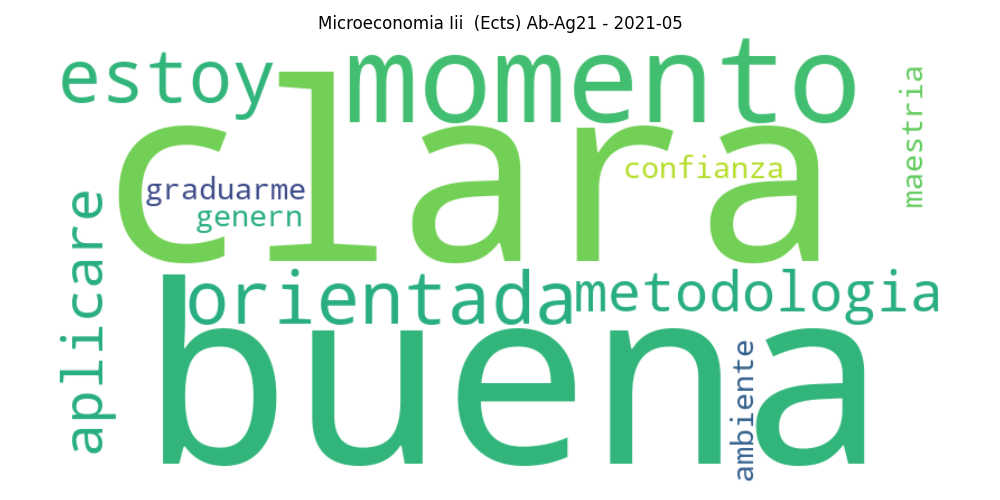 Microeconomia Iii  (Ects) Ab-Ag21 - 2021-05
estoy
momento
clara
maestria
confianza
graduarme
genern
aplicare
orientada
metodologia
buena
ambiente